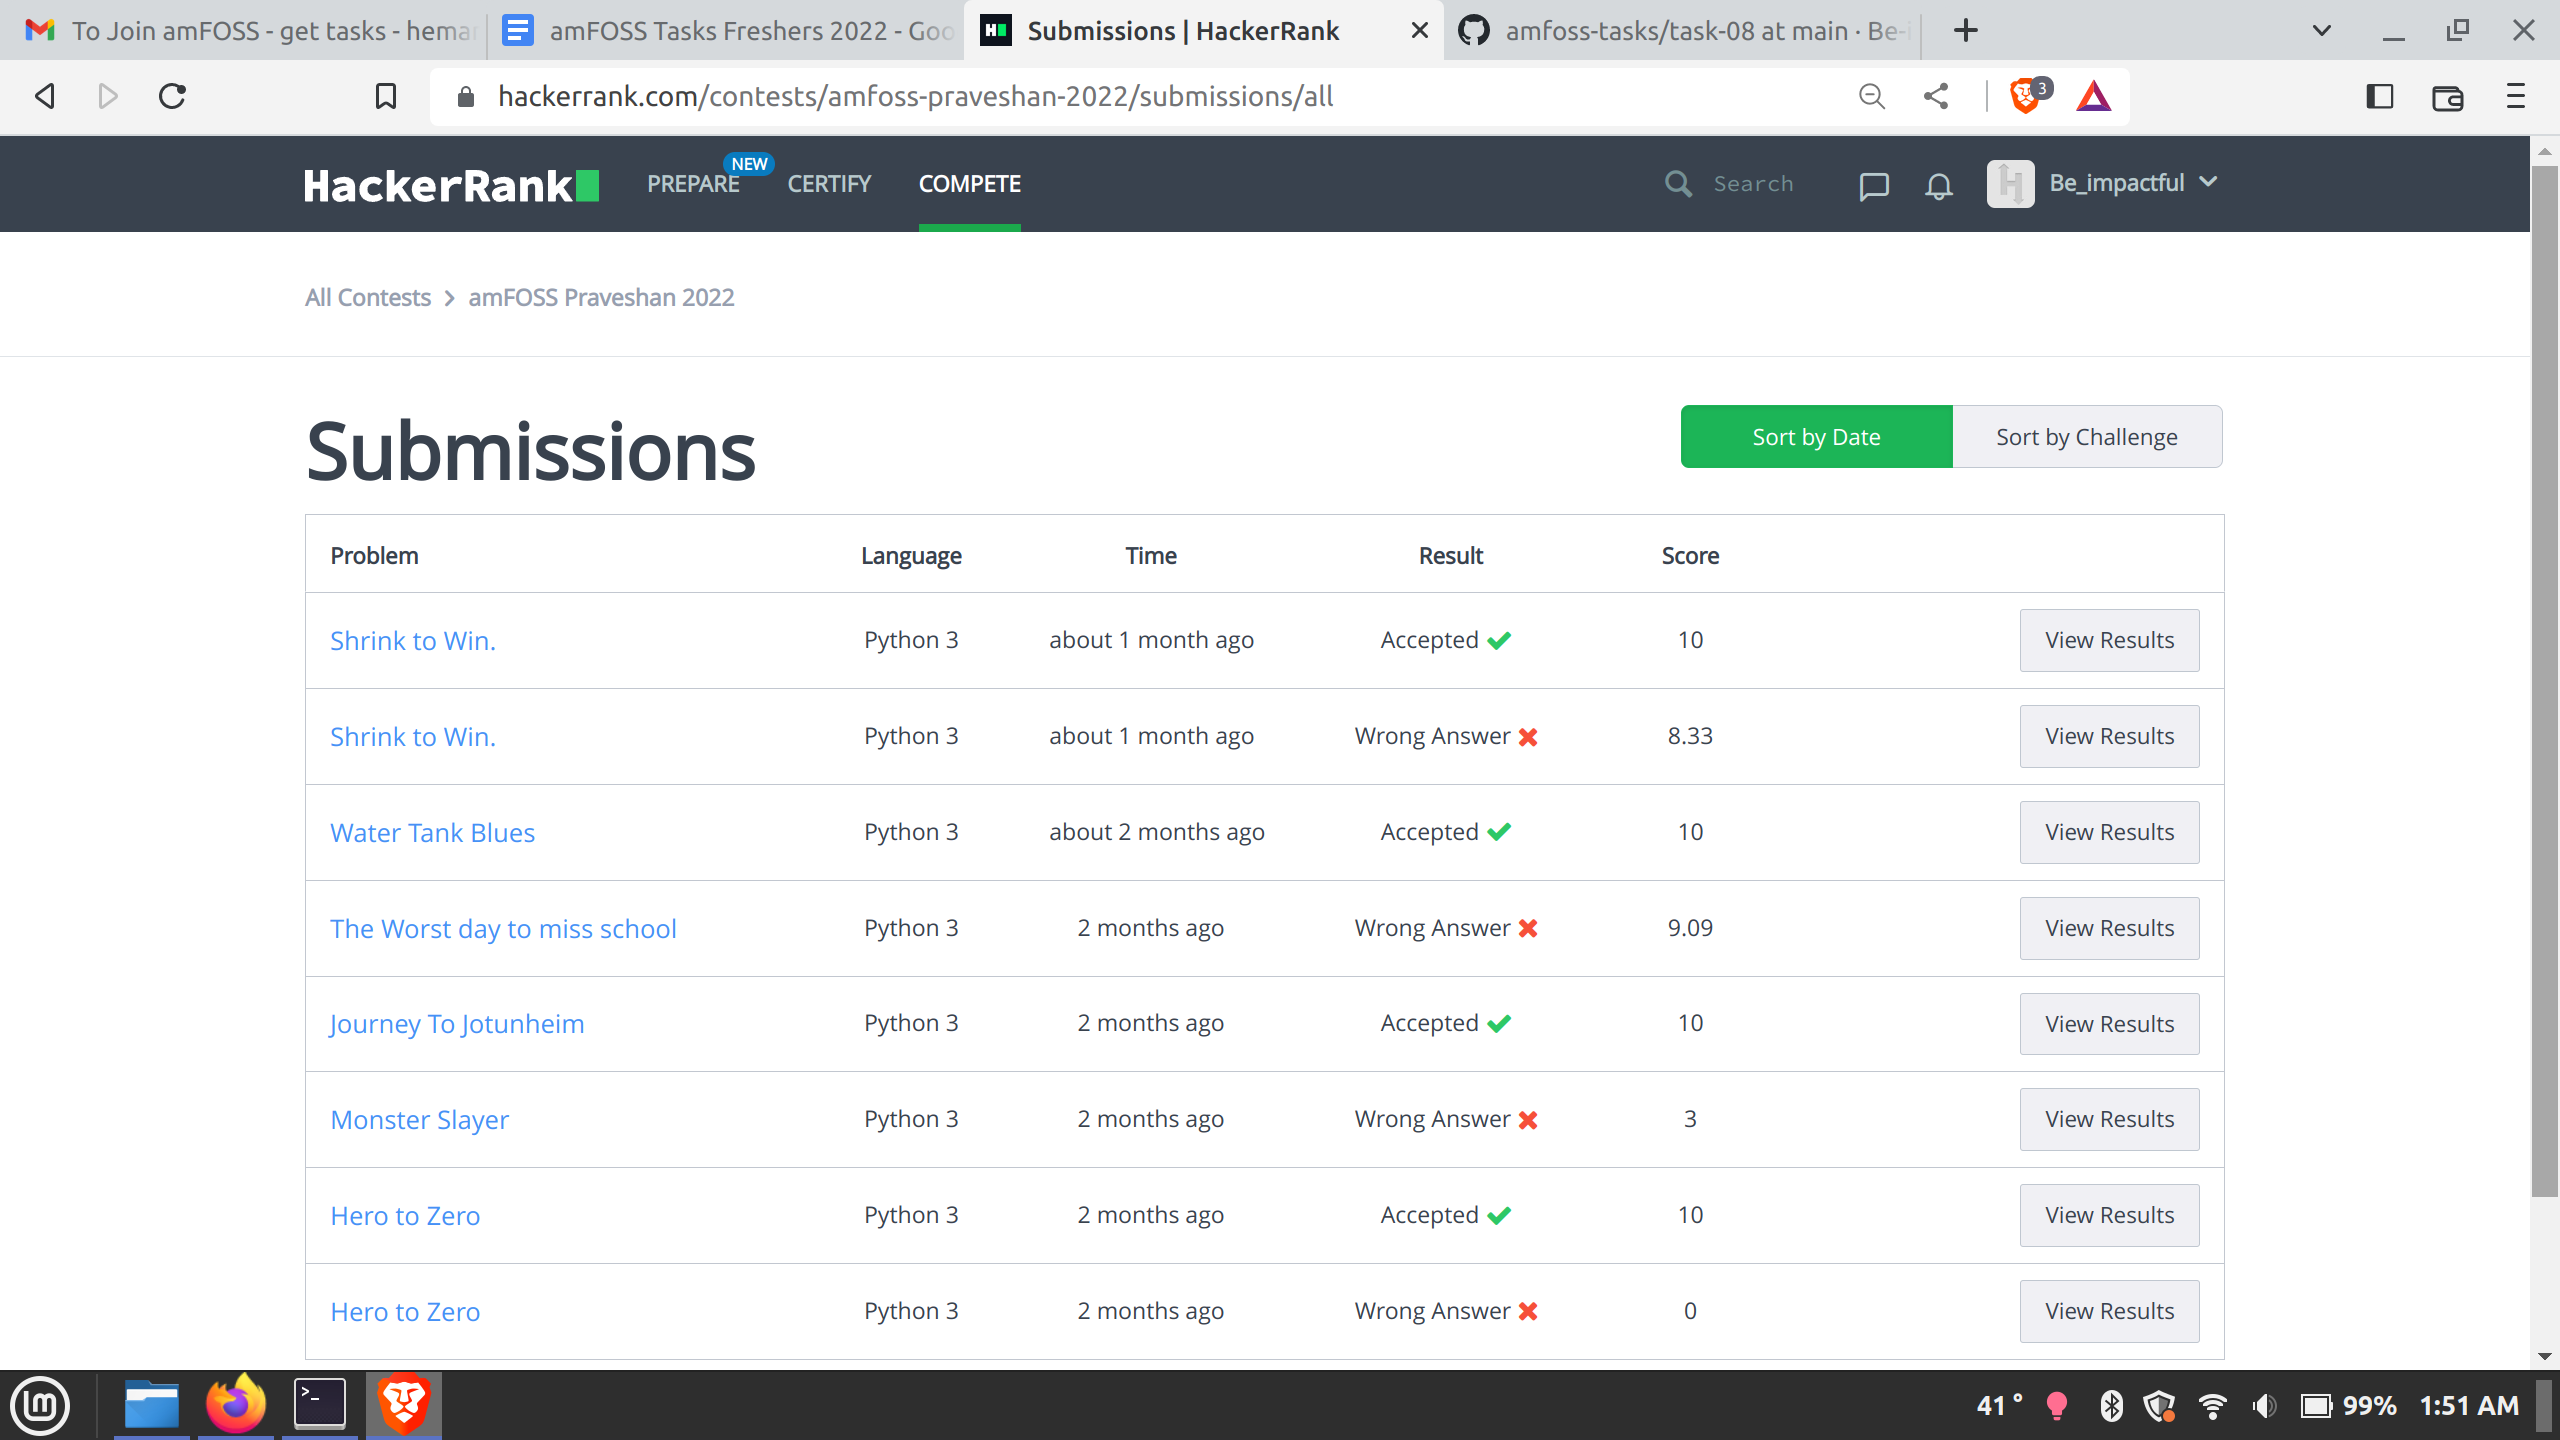 To Join amFOSS - get tasks - hemar
amFOSS Tasks Freshers 2022 - Goo
Submissions | HackerRank
amfoss-tasks/task-08 at main · Be-i
hackerrank.com/contests/amfoss-praveshan-2022/submissions/all
3
HackerRank
PREPARE
NEW
CERTIFY
COMPETE
Search
Be_impactful
All Contests
amFOSS Praveshan 2022
Submissions
Sort by Date
Sort by Challenge
Problem Language Time Result Score
Shrink to Win. Python 3 about 1 month ago Accepted 10 View Results
Shrink to Win. Python 3 about 1 month ago Wrong Answer 8.33 View Results
Water Tank Blues Python 3 about 2 months ago Accepted 10 View Results
The Worst day to miss school Python 3 2 months ago Wrong Answer 9.09 View Results
Journey To Jotunheim Python 3 2 months ago Accepted 10 View Results
Monster Slayer Python 3 2 months ago Wrong Answer 3 View Results
Hero to Zero Python 3 2 months ago Accepted 10 View Results
Hero to Zero Python 3 2 months ago Wrong Answer 0 View Results
41 °
99%
1:51 AM